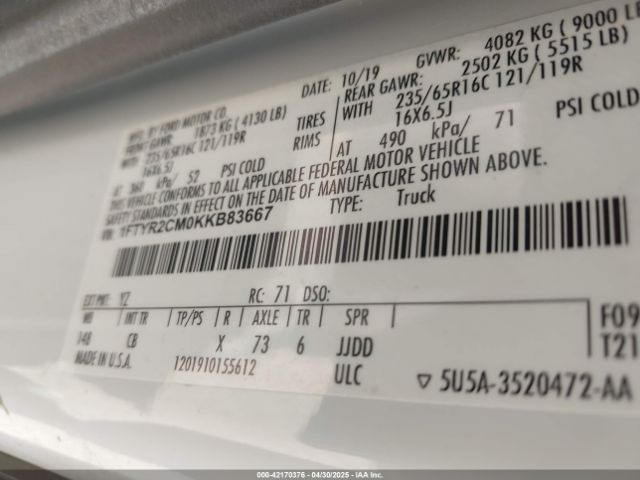 MFG. BY FORD MOTOR CO. DATE: 10/19 GVWR: 4082 KG ( 9000 LB
FRONT GAWR: 1873 KG ( 4130 LB) REAR GAWR: 2502 KG ( 5515 LB)
WITH 235/65R16C 121/119R TIRES WITH 235/65R16C 121/119R
16X6.5J RIMS 16X6.5J
AT 360 kPa/ 52 PSI COLD AT 490 kPa/ 71 PSI COLD
THIS VEHICLE CONFORMS TO ALL APPLICABLE FEDERAL MOTOR VEHICLE
SAFETY STANDARDS IN EFFECT ON THE DATE OF MANUFACTURE SHOWN ABOVE.
VIN: 1FTYR2CM0KKB83667 TYPE: Truck
EXT PNT: YZ RC: 71 DSO:
WB INT TR TP/PS R AXLE TR SPR F09
148 CB X 73 6 JJDD T21
MADE IN U.S.A. 1201910155612 ULC ▽ 5U5A-3520472-AA
000-42170376 - 04/30/2025 - IAAI.COM